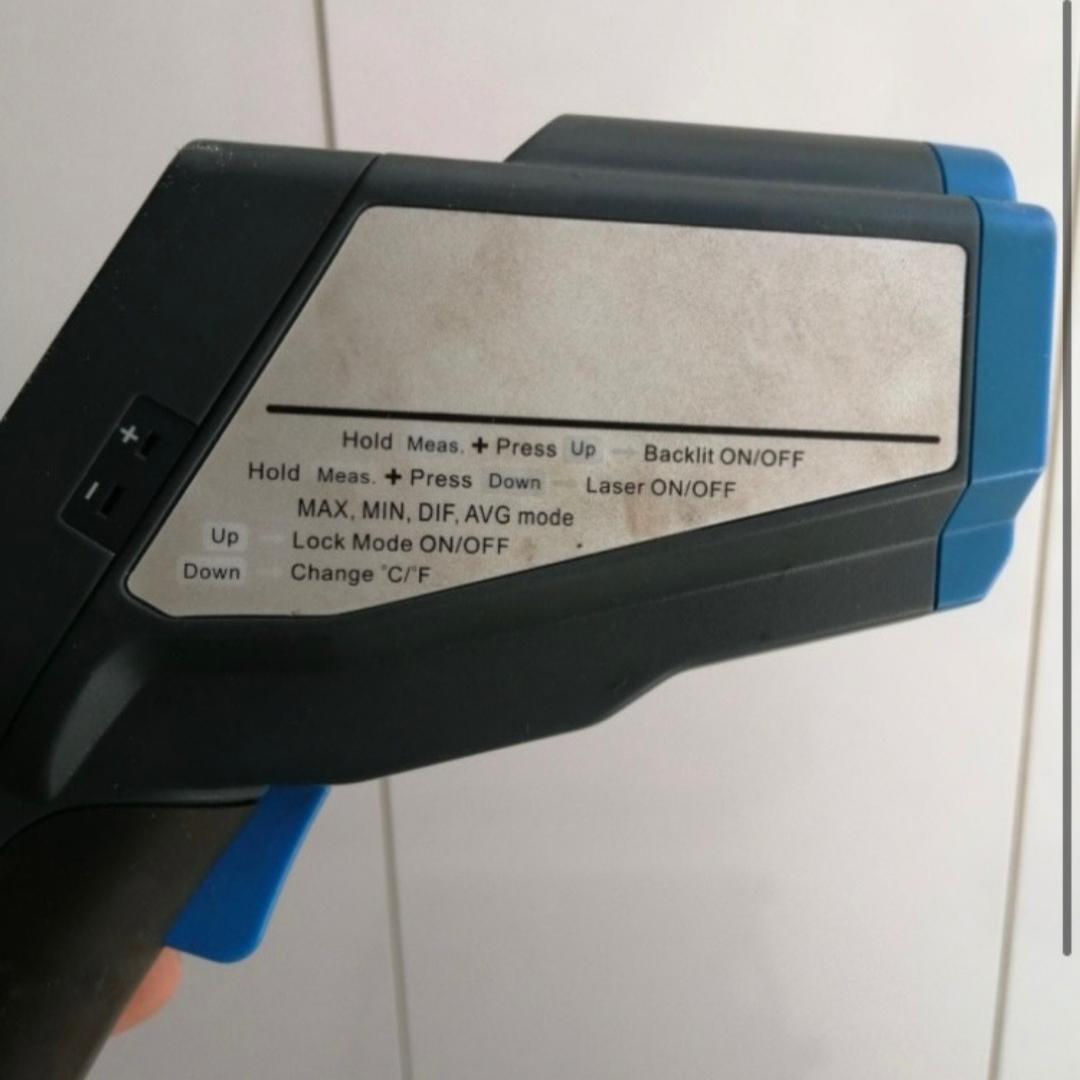 Hold Meas. + Press Up → Backlit ON/OFF
Hold Meas. + Press Down → Laser ON/OFF
MAX, MIN, DIF, AVG mode
Up → Lock Mode ON/OFF
Down Change °C/°F
+
-